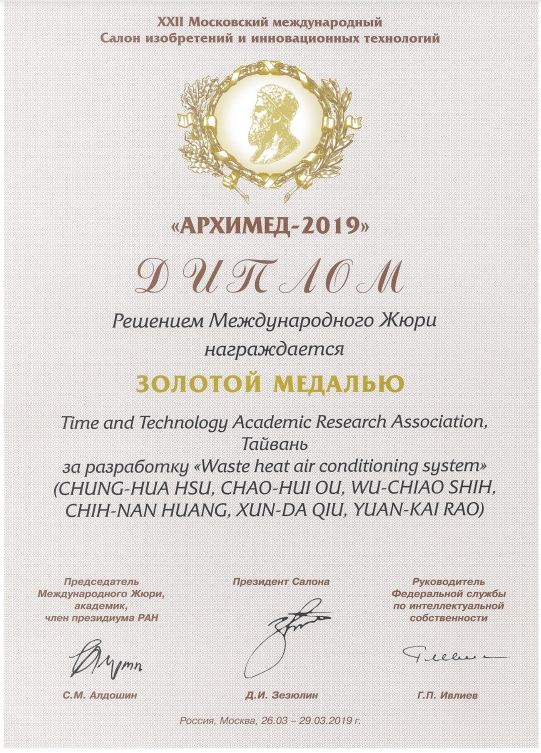 XXII Московский международный
Салон изобретений и инновационных технологий
«АРХИМЕД-2019»
ДИПЛОМ
Решением Международного Жюри
награждается
ЗОЛОТОЙ МЕДАЛЬЮ
Time and Technology Academic Research Association,
Тайвань
за разработку «Waste heat air conditioning system»
(CHUNG-HUA HSU, CHAO-HUI OU, WU-CHIAO SHIH,
CHIH-NAN HUANG, XUN-DA QIU, YUAN-KAI RAO)
Председатель
Международного Жюри,
академик,
член президиума РАН
С.М. Алдошин
Президент Салона
Д.И. Зезюлин
Руководитель
Федеральной службы
по интеллектуальной
собственности
Г.П. Ивлиев
Россия, Москва, 26.03 – 29.03.2019 г.